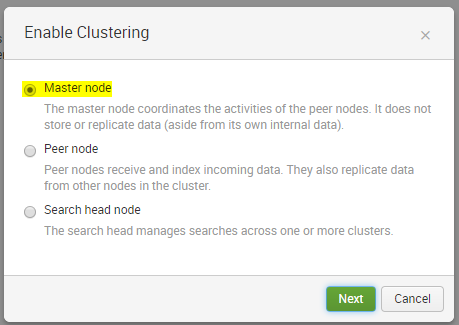 Enable Clustering
Master node
The master node coordinates the activities of the peer nodes. It does not
store or replicate data (aside from its own internal data).
Peer node
Peer nodes receive and index incoming data. They also replicate data
from other nodes in the cluster.
Search head node
The search head manages searches across one or more clusters.
Next Cancel